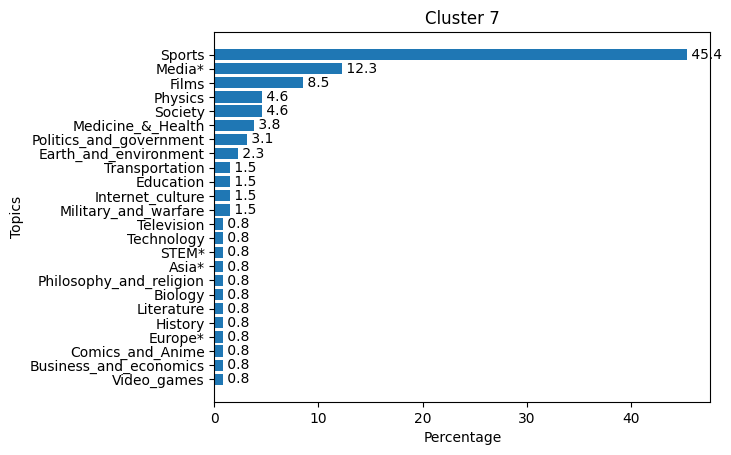 Cluster 7
Sports 45.4
Media* 12.3
Films 8.5
Physics 4.6
Society 4.6
Medicine_&_Health 3.8
Politics_and_government 3.1
Earth_and_environment 2.3
Transportation 1.5
Education 1.5
Internet_culture 1.5
Military_and_warfare 1.5
Television 0.8
Technology 0.8
STEM* 0.8
Asia* 0.8
Philosophy_and_religion 0.8
Biology 0.8
Literature 0.8
History 0.8
Europe* 0.8
Comics_and_Anime 0.8
Business_and_economics 0.8
Video_games 0.8
Topics
0 10 20 30 40
Percentage